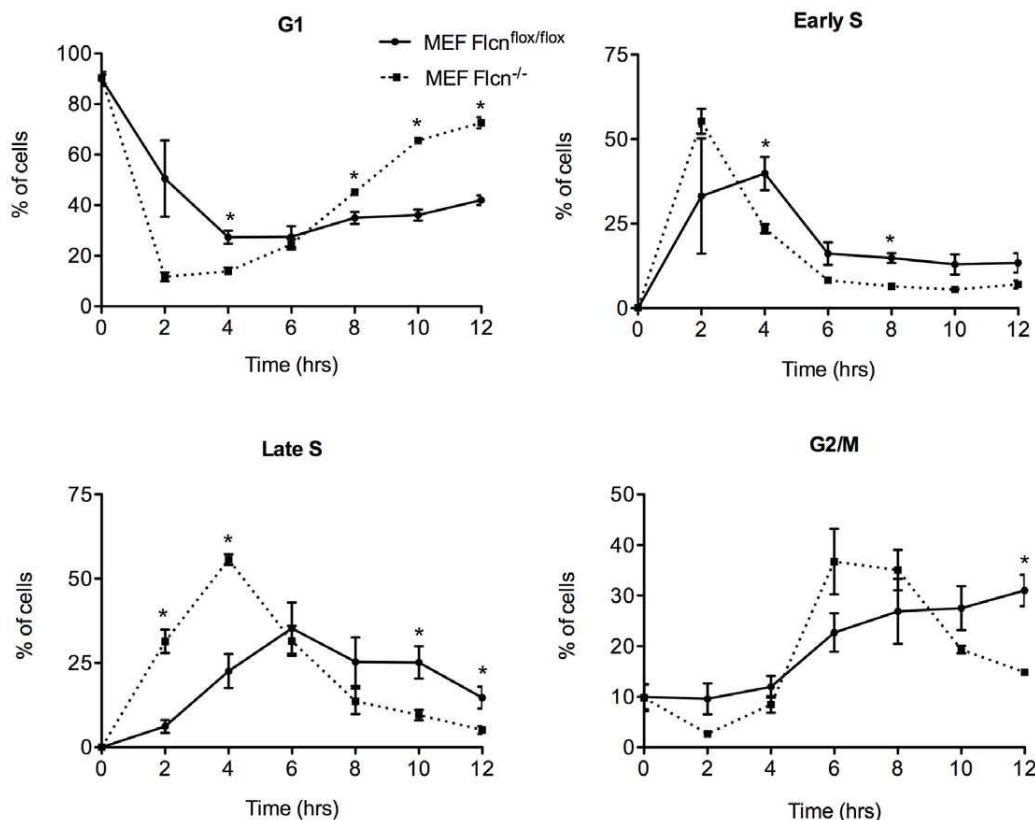 G1
MEF Flcn^flox/flox
MEF Flcn^-/-
% of cells
100
80
60
40
20
0
* * * *
0 2 4 6 8 10 12
Time (hrs)
Early S
% of cells
75
50
25
0
* *
0 2 4 6 8 10 12
Time (hrs)
Late S
% of cells
75
50
25
0
* * * *
0 2 4 6 8 10 12
Time (hrs)
G2/M
% of cells
50
40
30
20
10
0
*
0 2 4 6 8 10 12
Time (hrs)